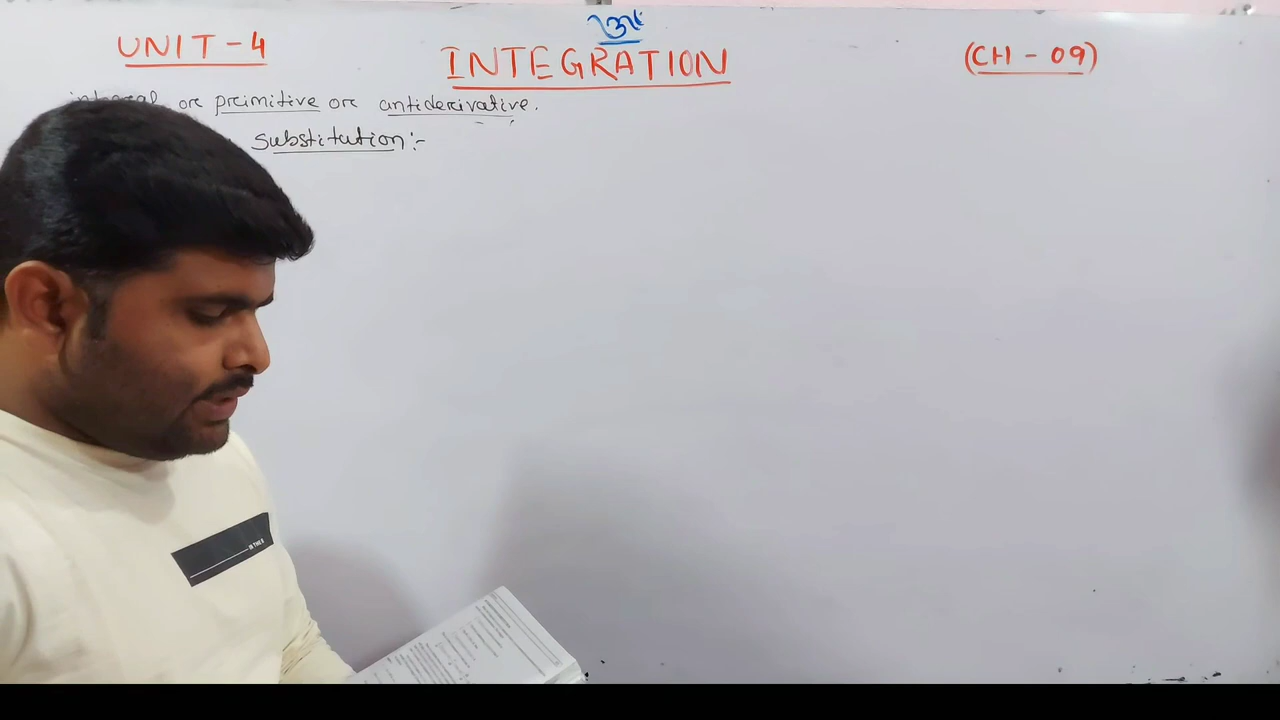 UNIT-4
INTEGRATION
(CH-09)
integral or primitive or antiderivative.
Substitution:-